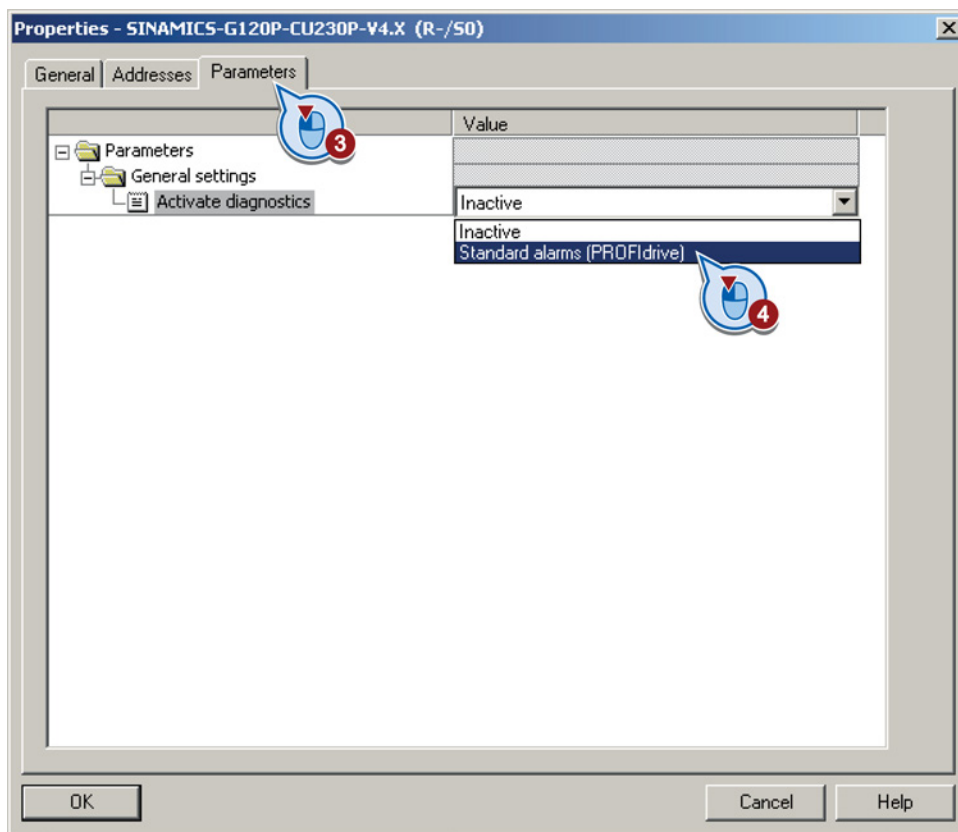 Properties - SINAMICS-G120P-CU230P-V4.X (R-/S0)
General Addresses Parameters
Value
3
Parameters
General settings
Activate diagnostics Inactive
Inactive
Standard alarms (PROFIdrive)
4
OK Cancel Help